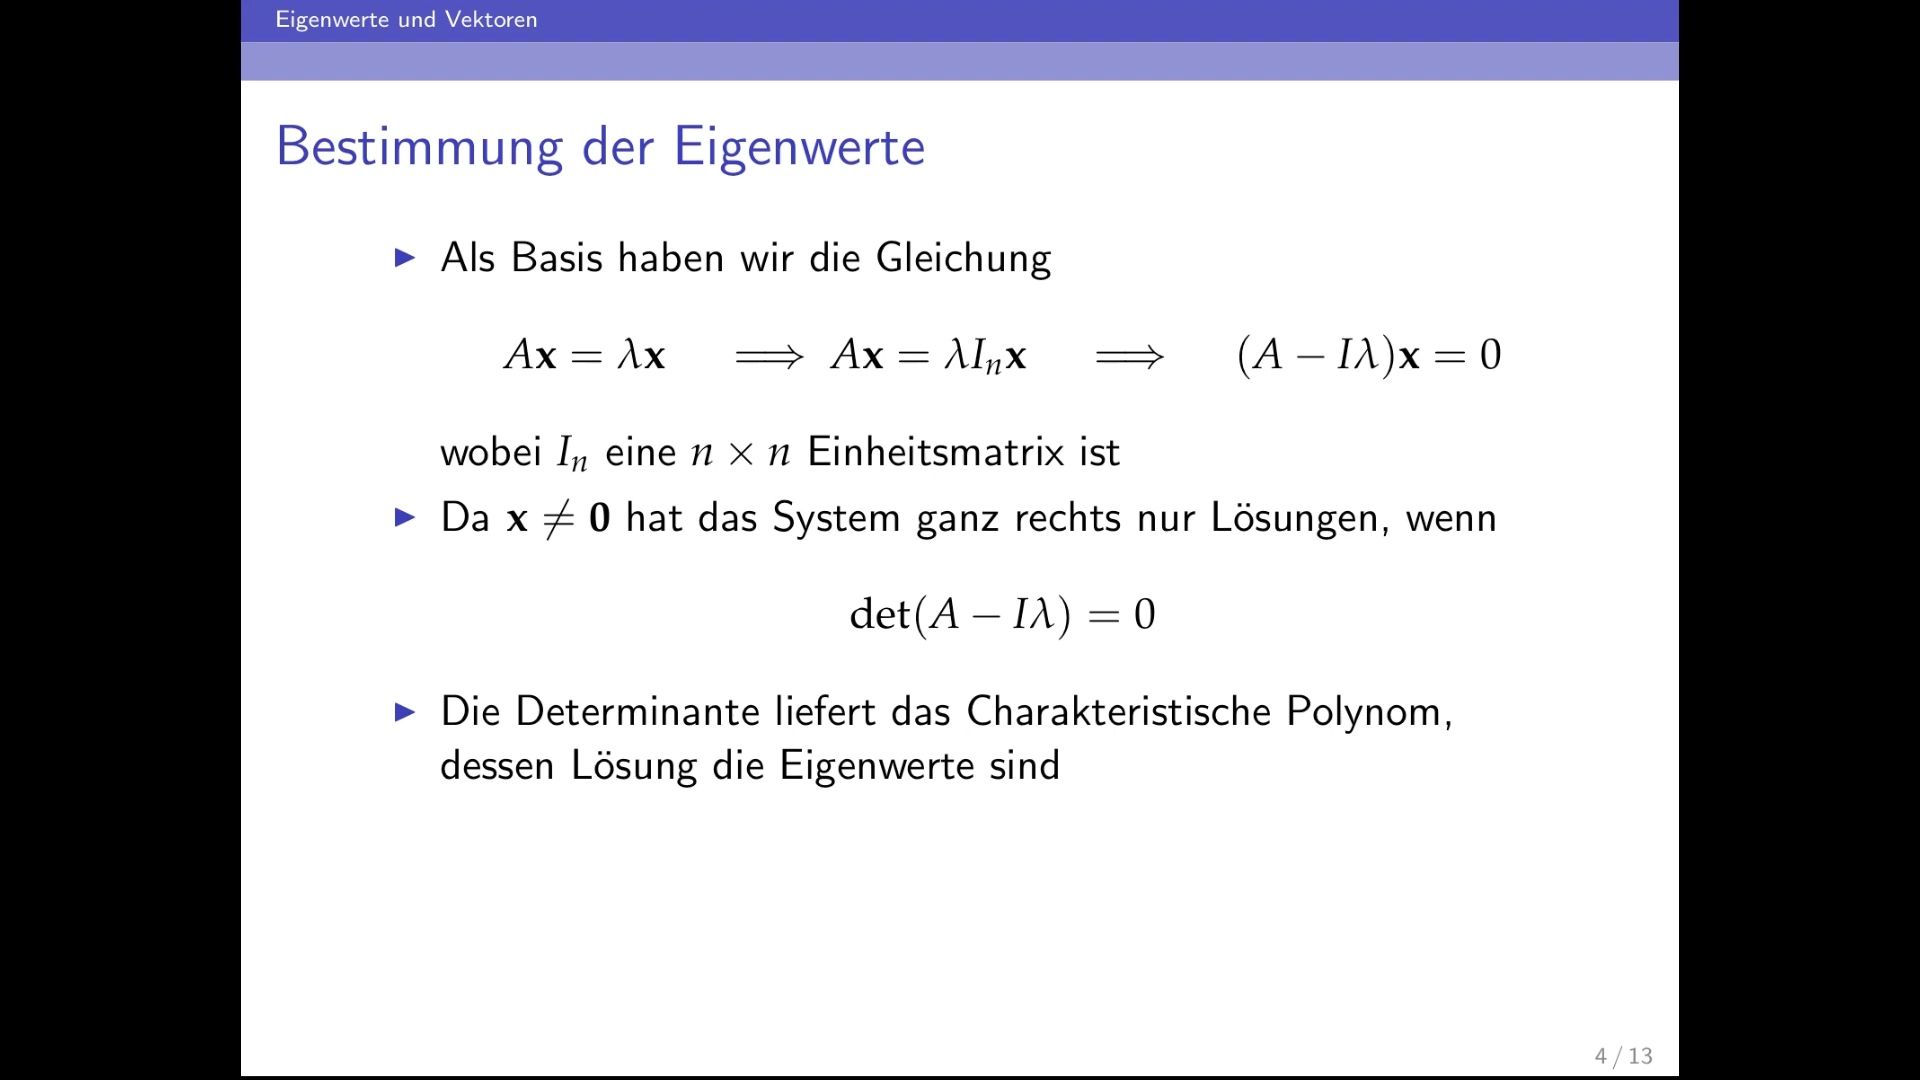 Eigenwerte und Vektoren
Bestimmung der Eigenwerte
▶ Als Basis haben wir die Gleichung
A𝐱 = λ𝐱 ⟹ A𝐱 = λIₙ𝐱 ⟹ (A − Iλ)𝐱 = 0
wobei Iₙ eine n × n Einheitsmatrix ist
▶ Da 𝐱 ≠ 𝟎 hat das System ganz rechts nur Lösungen, wenn
det(A − Iλ) = 0
▶ Die Determinante liefert das Charakteristische Polynom,
dessen Lösung die Eigenwerte sind
4 / 13